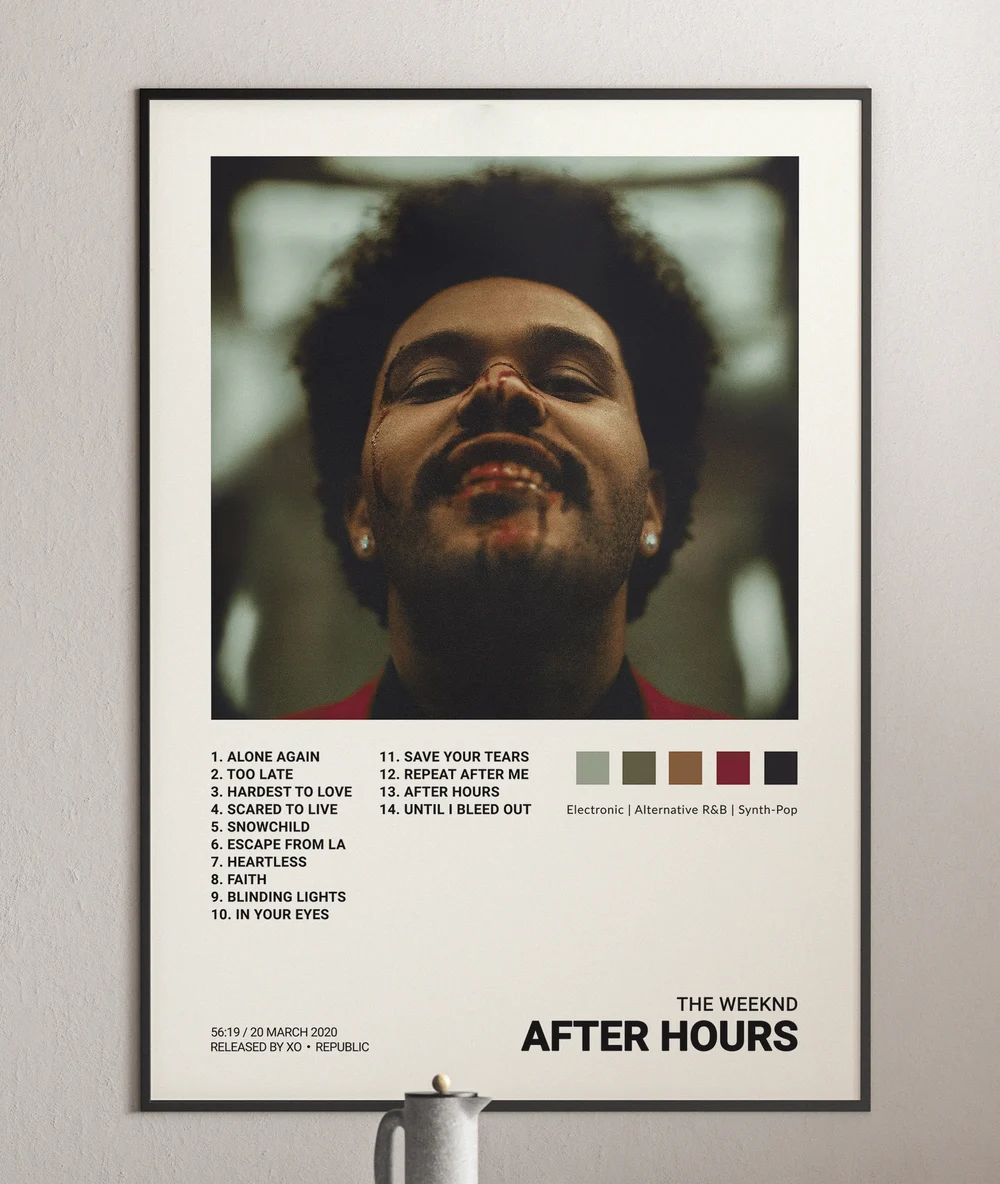 1. ALONE AGAIN
2. TOO LATE
3. HARDEST TO LOVE
4. SCARED TO LIVE
5. SNOWCHILD
6. ESCAPE FROM LA
7. HEARTLESS
8. FAITH
9. BLINDING LIGHTS
10. IN YOUR EYES
11. SAVE YOUR TEARS
12. REPEAT AFTER ME
13. AFTER HOURS
14. UNTIL I BLEED OUT
Electronic | Alternative R&B | Synth-Pop
56:19 / 20 MARCH 2020
RELEASED BY XO • REPUBLIC
THE WEEKND
AFTER HOURS